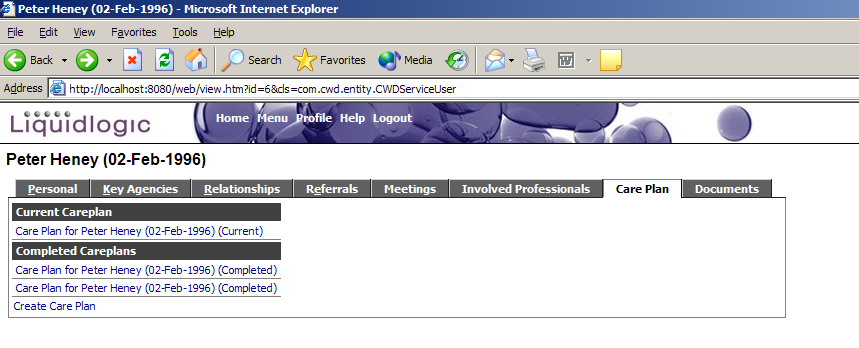 Peter Heney (02-Feb-1996) - Microsoft Internet Explorer
File Edit View Favorites Tools Help
Back Search Favorites Media
Address http://localhost:8080/web/view.htm?id=6&cls=com.cwd.entity.CWDServiceUser
Liquidlogic Home Menu Profile Help Logout
Peter Heney (02-Feb-1996)
Personal Key Agencies Relationships Referrals Meetings Involved Professionals Care Plan Documents
Current Careplan
Care Plan for Peter Heney (02-Feb-1996) (Current)
Completed Careplans
Care Plan for Peter Heney (02-Feb-1996) (Completed)
Care Plan for Peter Heney (02-Feb-1996) (Completed)
Create Care Plan